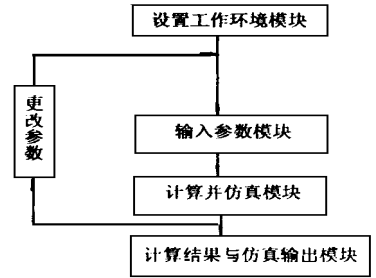 设置工作环境模块
更改参数
输入参数模块
计算并仿真模块
计算结果与仿真输出模块